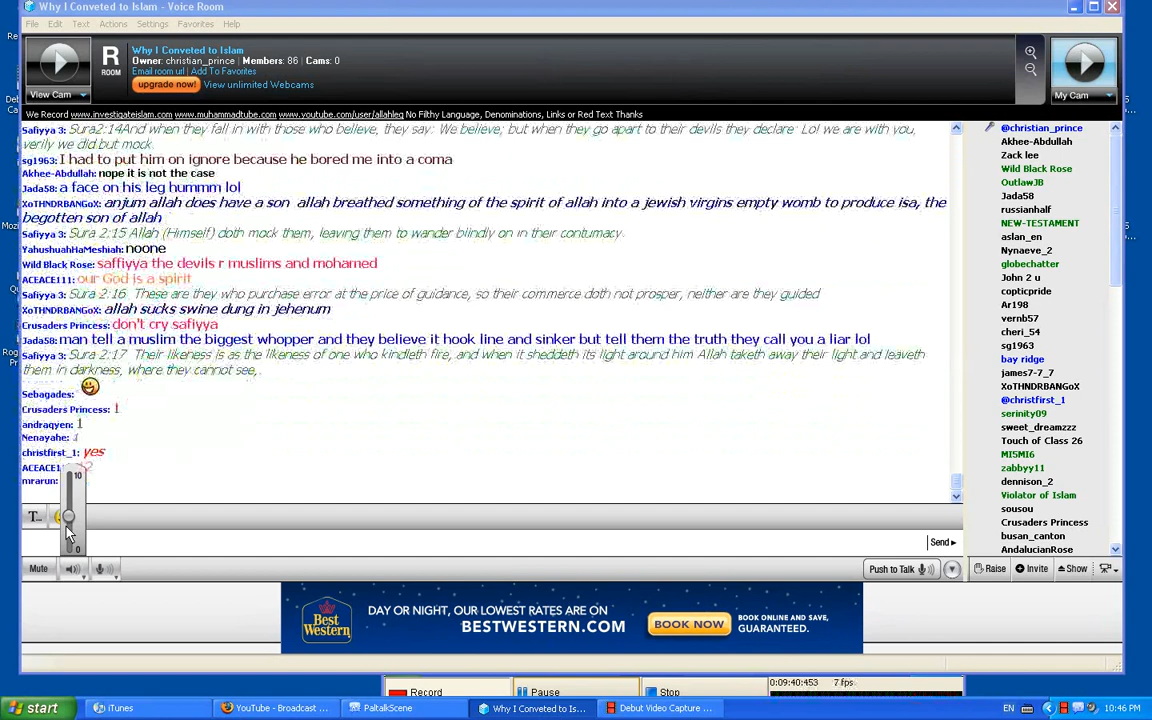 Why I Conveted to Islam - Voice Room
File Edit Text Actions Settings Favorites Help
Why I Conveted to Islam
Owner: christian_prince | Members: 86 | Cams: 0
Email room url | Add To Favorites
upgrade now! View unlimited Webcams
R
ROOM
View Cam
My Cam
We Record www.investigateislam.com www.muhammadtube.com www.youtube.com/user/allahleg No Filthy Language, Denominations, Links or Red Text Thanks
Safiyya 3: Sura2:14And when they fall in with those who believe, they say: We believe; but when they go apart to their devils they declare: Lo! we are with you,
verily we did but mock.
sg1963: I had to put him on ignore because he bored me into a coma
Akhee-Abdullah: nope it is not the case
Jada58: a face on his leg hummm lol
XoTHNDRBANGoX: anjum allah does have a son allah breathed something of the spirit of allah into a jewish virgins empty womb to produce isa, the
begotten son of allah
Safiyya 3: Sura 2:15 Allah (Himself) doth mock them, leaving them to wander blindly on in their contumacy.
YahushuahHaMeshiah: noone
Wild Black Rose: saffiyya the devils r muslims and mohamed
ACEACE111: our God is a spirit
Safiyya 3: Sura 2:16 These are they who purchase error at the price of guidance, so their commerce doth not prosper, neither are they guided
XoTHNDRBANGoX: allah sucks swine dung in jehenum
Crusaders Princess: don't cry safiyya
Jada58: man tell a muslim the biggest whopper and they believe it hook line and sinker but tell them the truth they call you a liar lol
Safiyya 3: Sura 2:17 Their likeness is as the likeness of one who kindleth fire, and when it sheddeth its light around him Allah taketh away their light and leaveth
them in darkness, where they cannot see,.
Sebagades:
Crusaders Princess: 1
andraqyen: 1
Nenayahe: 1
christfirst_1: yes
ACEACE1
mrarun:
10
0
T...
Send
Mute
Push to Talk
Raise Invite Show
@christian_prince
Akhee-Abdullah
Zack lee
Wild Black Rose
OutlawJB
Jada58
russianhalf
NEW-TESTAMENT
aslan_en
Nynaeve_2
globechatter
John 2 u
copticpride
Ar198
vernb57
cheri_54
sg1963
bay ridge
james7-7_7
XoTHNDRBANGoX
@christfirst_1
serinity09
sweet_dreamzzz
Touch of Class 26
MI5MI6
zabbyy11
dennison_2
Violator of Islam
sousou
Crusaders Princess
busan_canton
AndalucianRose
Best
Western
DAY OR NIGHT, OUR LOWEST RATES ARE ON
BESTWESTERN.COM
BOOK NOW
BOOK ONLINE AND SAVE,
GUARANTEED.
Record Pause Stop 0:09:40:453 7 fps
start iTunes YouTube - Broadcast ... PaltalkScene Why I Conveted to Is... Debut Video Capture ... EN 10:46 PM